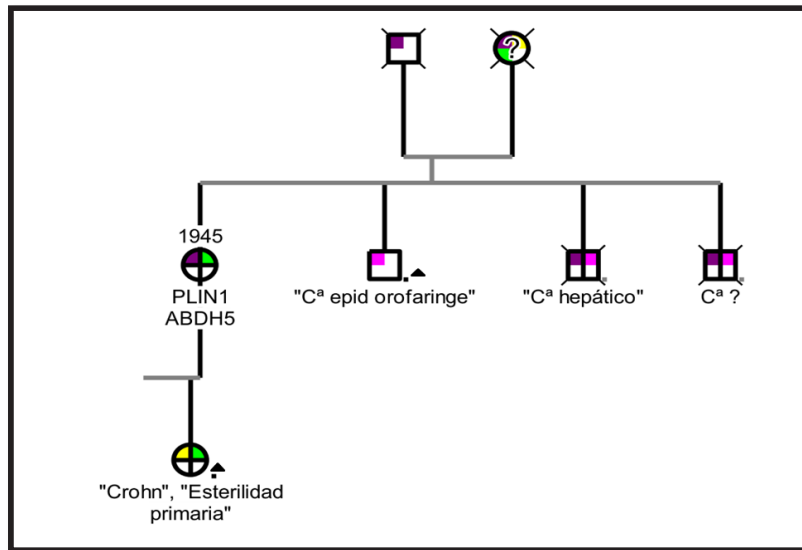 ?
1945
PLIN1
ABDH5
"Cª epid orofaringe"
"Cª hepático"
Cª ?
"Crohn", "Esterilidad
primaria"